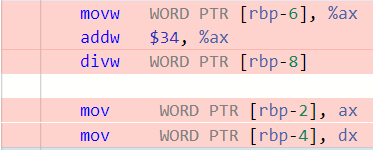 movw WORD PTR [rbp-6], %ax
addw $34, %ax
divw WORD PTR [rbp-8]
mov WORD PTR [rbp-2], ax
mov WORD PTR [rbp-4], dx